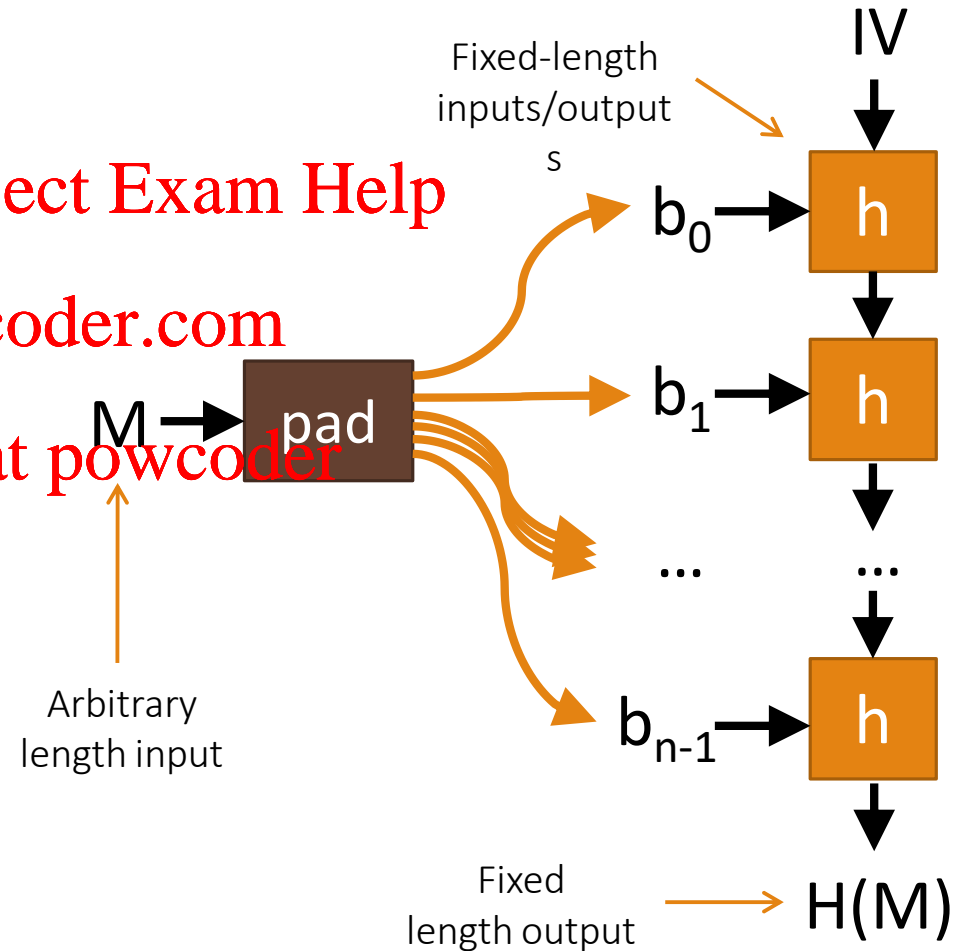 IV
Fixed-length
inputs/output
s
ect Exam Help
b0
h
coder.com
M
pad
b1
h
at powcoder
...
...
Arbitrary
length input
bn-1
h
Fixed
length output
H(M)